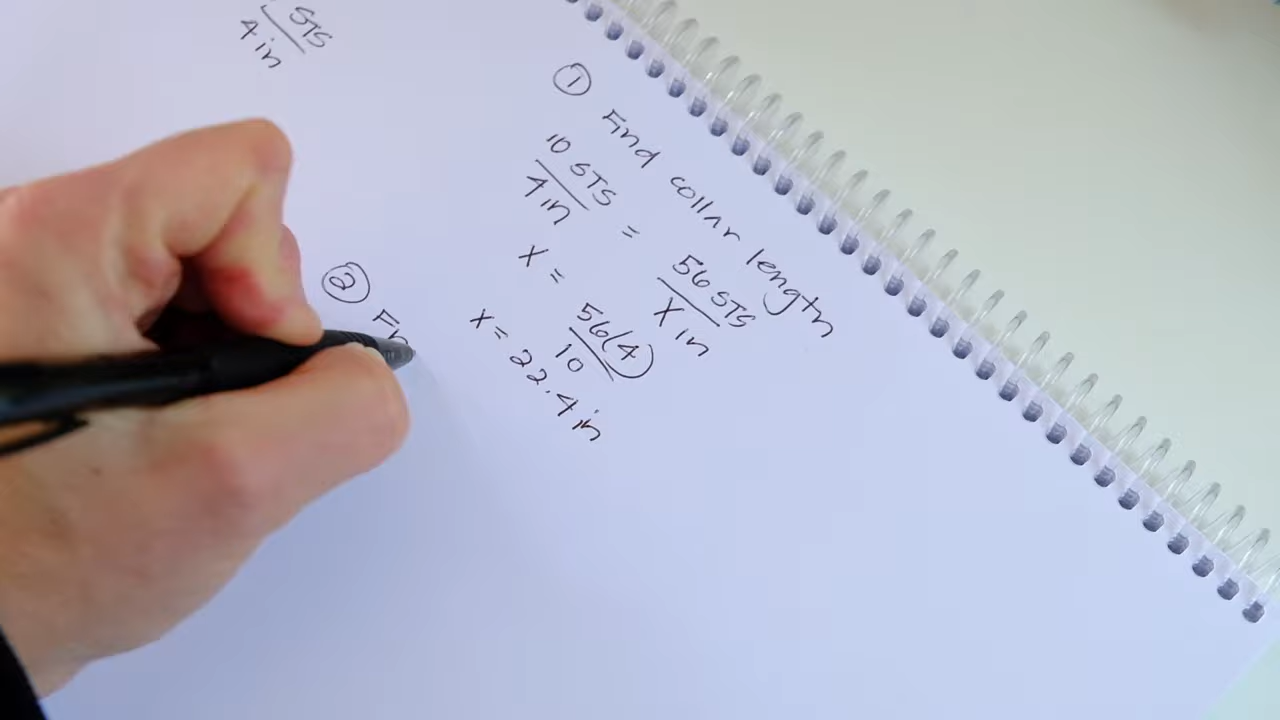 STS
4 in
① Find collar length
10 STS
4 in
=
56 STS
X in
X =
56(4)
10
X = 22.4 in
②